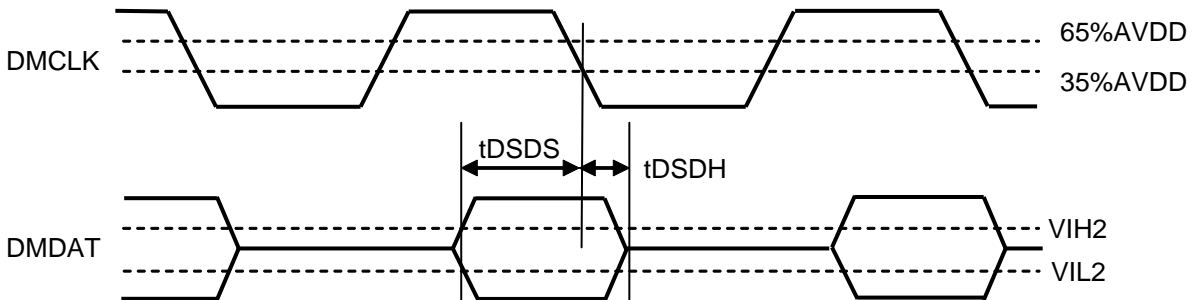 65%AVDD
DMCLK
35%AVDD
tDSDS
tDSDH
VIH2
DMDAT
VIL2